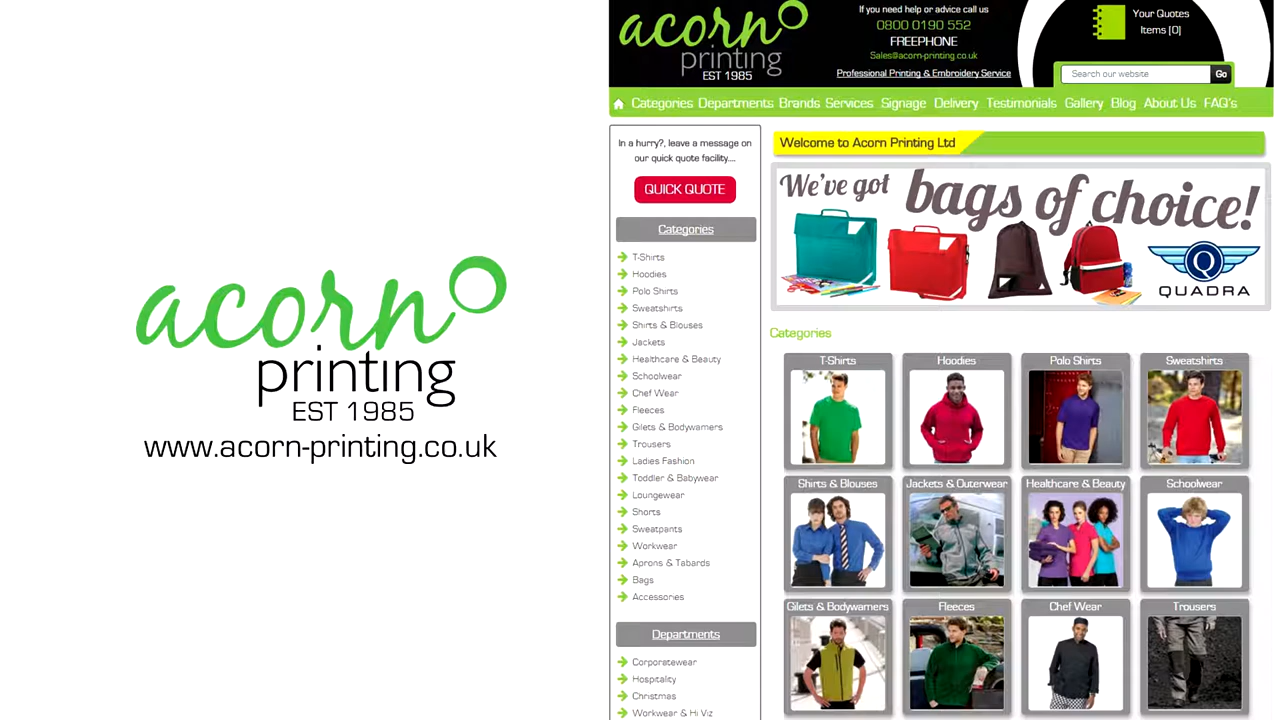 acorn
printing
EST 1985
www.acorn-printing.co.uk
acorn
printing
EST 1985
If you need help or advice call us
0800 0190 552
FREEPHONE
Sales@acorn-printing.co.uk
Professional Printing & Embroidery Service
Your Quotes
Items [0]
Search our website
Go
Categories Departments Brands Services Signage Delivery Testimonials Gallery Blog About Us FAQ's
In a hurry?, leave a message on
our quick quote facility....
QUICK QUOTE
Categories
T-Shirts
Hoodies
Polo Shirts
Sweatshirts
Shirts & Blouses
Jackets
Healthcare & Beauty
Schoolwear
Chef Wear
Fleeces
Gilets & Bodywarmers
Trousers
Ladies Fashion
Toddler & Babywear
Loungewear
Shorts
Sweatpants
Workwear
Aprons & Tabards
Bags
Accessories
Departments
Corporatewear
Hospitality
Christmas
Workwear & Hi Viz
Welcome to Acorn Printing Ltd
We've got bags of choice!
Q
QUADRA
Categories
T-Shirts
Hoodies
Polo Shirts
Sweatshirts
Shirts & Blouses
Jackets & Outerwear
Healthcare & Beauty
Schoolwear
Gilets & Bodywamers
Fleeces
Chef Wear
Trousers